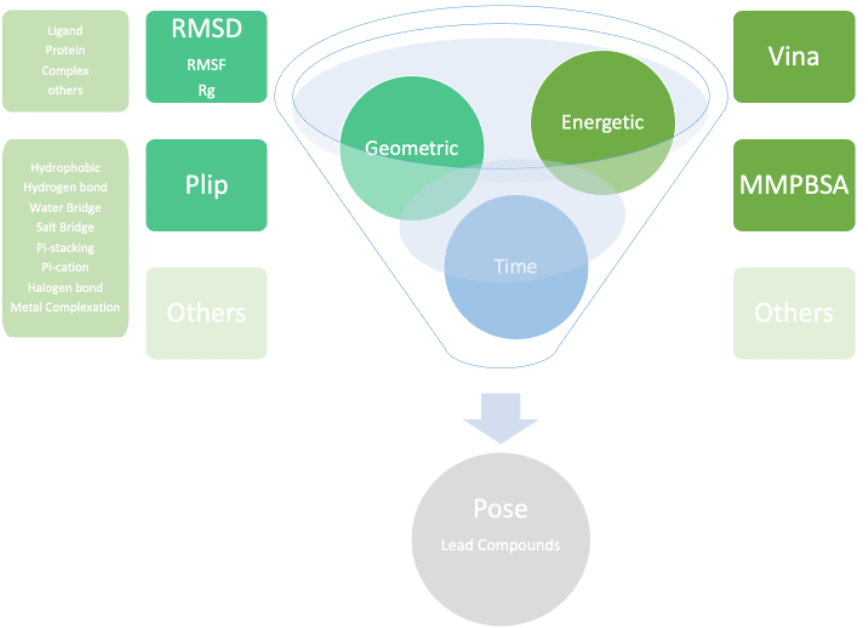 Ligand
Protein
Complex
others
RMSD
RMSF
Rg
Hydrophobic
Hydrogen bond
Water Bridge
Salt Bridge
Pi-stacking
Pi-cation
Halogen bond
Metal Complexation
Plip
Others
Geometric
Energetic
Time
Vina
MMPBSA
Others
Pose
Lead Compounds